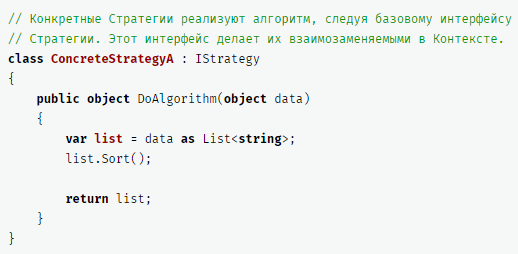 // Конкретные Стратегии реализуют алгоритм, следуя базовому интерфейсу
// Стратегии. Этот интерфейс делает их взаимозаменяемыми в Контексте.
class ConcreteStrategyA : IStrategy
{
    public object DoAlgorithm(object data)
    {
        var list = data as List<string>;
        list.Sort();

        return list;
    }
}